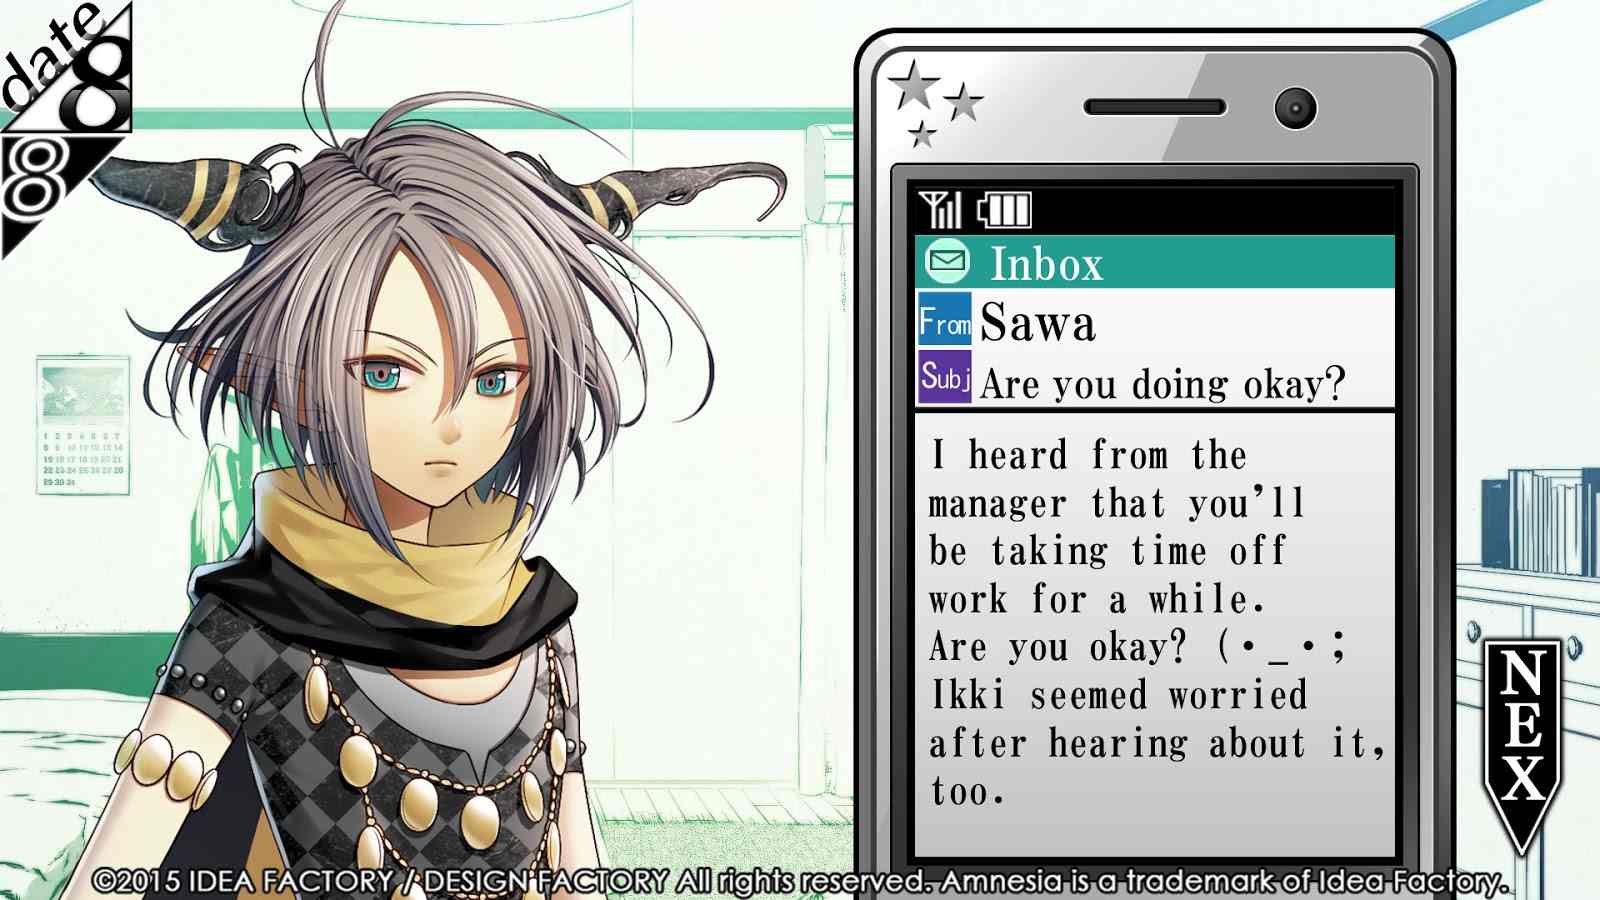 date
8
8
Inbox
From Sawa
Subj Are you doing okay?
I heard from the
manager that you'll
be taking time off
work for a while.
Are you okay? (・_・;
Ikki seemed worried
after hearing about it,
too.
NEX
©2015 IDEA FACTORY / DESIGN FACTORY All rights reserved. Amnesia is a trademark of Idea Factory.